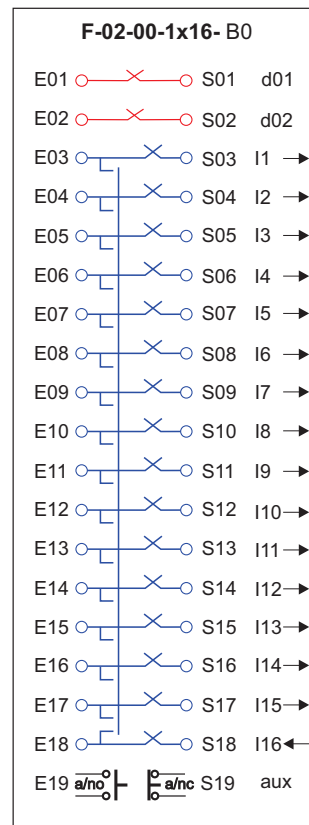 F-02-00-1x16- B0
E01 S01 d01
E02 S02 d02
E03 S03 I1
E04 S04 I2
E05 S05 I3
E06 S06 I4
E07 S07 I5
E08 S08 I6
E09 S09 I7
E10 S10 I8
E11 S11 I9
E12 S12 I10
E13 S13 I11
E14 S14 I12
E15 S15 I13
E16 S16 I14
E17 S17 I15
E18 S18 I16
E19 a/no a/nc S19 aux